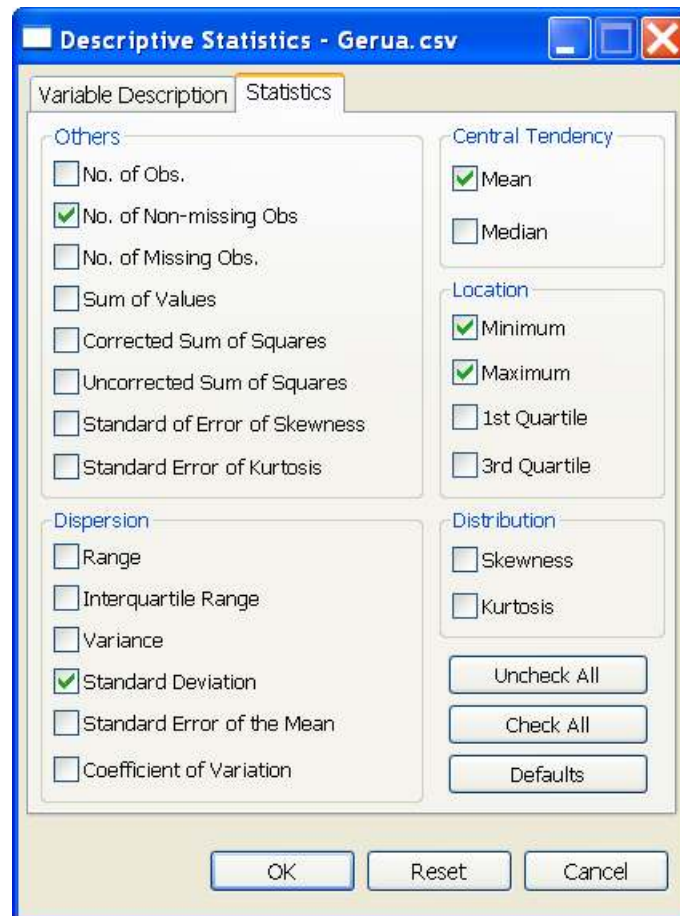 Descriptive Statistics - Gerua.csv
Variable Description
Statistics
Others
No. of Obs.
No. of Non-missing Obs
No. of Missing Obs.
Sum of Values
Corrected Sum of Squares
Uncorrected Sum of Squares
Standard of Error of Skewness
Standard Error of Kurtosis
Dispersion
Range
Interquartile Range
Variance
Standard Deviation
Standard Error of the Mean
Coefficient of Variation
Central Tendency
Mean
Median
Location
Minimum
Maximum
1st Quartile
3rd Quartile
Distribution
Skewness
Kurtosis
Uncheck All
Check All
Defaults
OK
Reset
Cancel